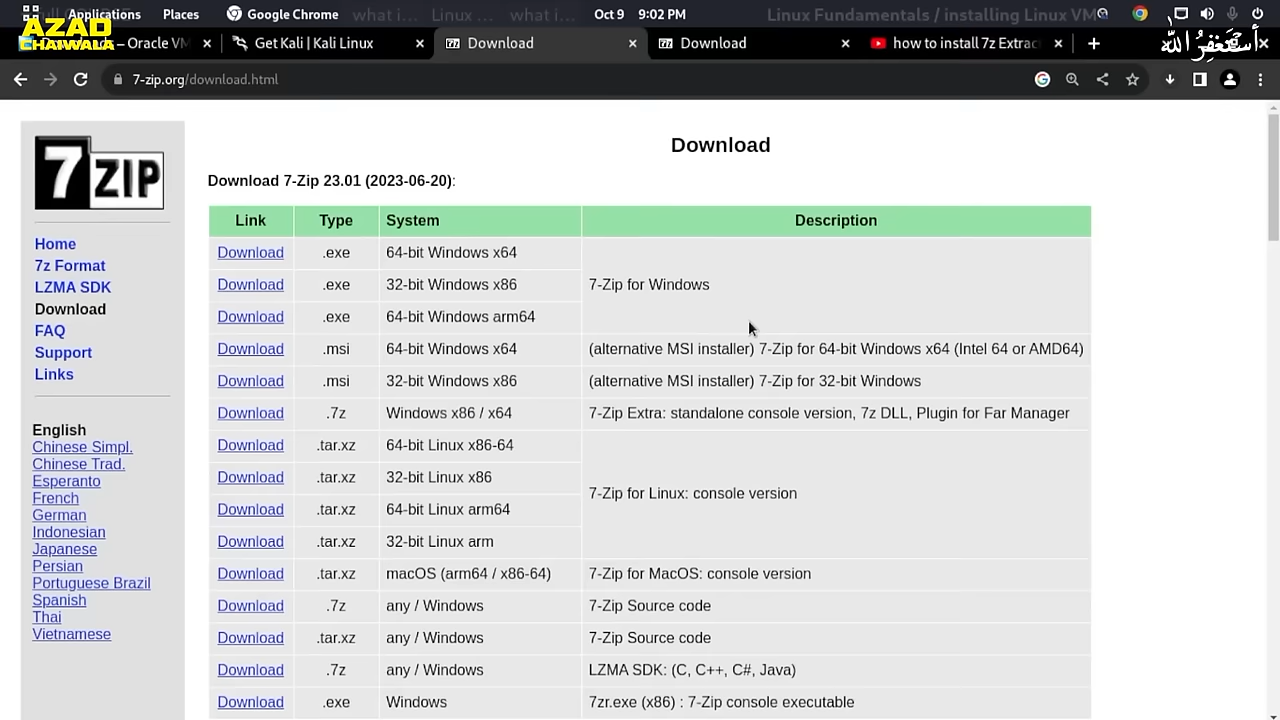 Applications Places Google Chrome what i... Linux ... what i... Oct 9 9:02 PM Linux Fundamentals / installing Linux VM
AZAD
CHAIWALA
– Oracle VM Get Kali | Kali Linux Download Download how to install 7z Extrac
أستغفر الله
7-zip.org/download.html
7 ZIP
Home
7z Format
LZMA SDK
Download
FAQ
Support
Links
English
Chinese Simpl.
Chinese Trad.
Esperanto
French
German
Indonesian
Japanese
Persian
Portuguese Brazil
Spanish
Thai
Vietnamese
Download
Download 7-Zip 23.01 (2023-06-20):
Link Type System Description
Download .exe 64-bit Windows x64
Download .exe 32-bit Windows x86 7-Zip for Windows
Download .exe 64-bit Windows arm64
Download .msi 64-bit Windows x64 (alternative MSI installer) 7-Zip for 64-bit Windows x64 (Intel 64 or AMD64)
Download .msi 32-bit Windows x86 (alternative MSI installer) 7-Zip for 32-bit Windows
Download .7z Windows x86 / x64 7-Zip Extra: standalone console version, 7z DLL, Plugin for Far Manager
Download .tar.xz 64-bit Linux x86-64
Download .tar.xz 32-bit Linux x86 7-Zip for Linux: console version
Download .tar.xz 64-bit Linux arm64
Download .tar.xz 32-bit Linux arm
Download .tar.xz macOS (arm64 / x86-64) 7-Zip for MacOS: console version
Download .7z any / Windows 7-Zip Source code
Download .tar.xz any / Windows 7-Zip Source code
Download .7z any / Windows LZMA SDK: (C, C++, C#, Java)
Download .exe Windows 7zr.exe (x86) : 7-Zip console executable